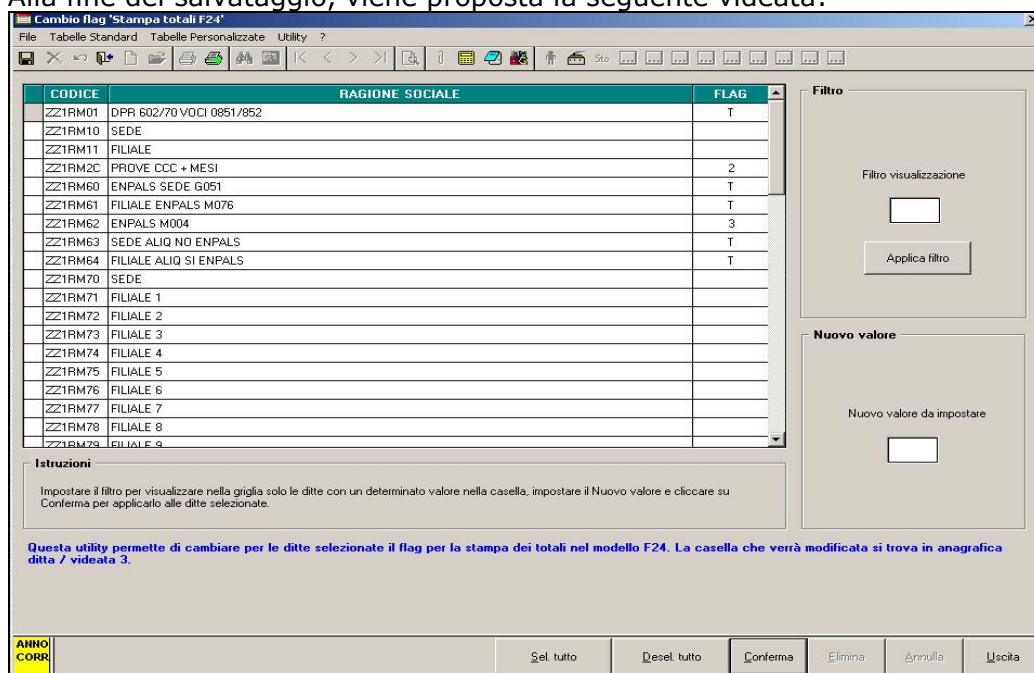 Alla fine del salvataggio, viene proposta la seguente videata:
Cambio flag 'Stampa totali F24'
File Tabelle Standard Tabelle Personalizzate Utility ?
Sto
CODICE RAGIONE SOCIALE FLAG
ZZ1RM01 DPR 602/70 VOCI 0851/852 T
ZZ1RM10 SEDE
ZZ1RM11 FILIALE
ZZ1RM2C PROVE CCC + MESI 2
ZZ1RM60 ENPALS SEDE G051 T
ZZ1RM61 FILIALE ENPALS M076 T
ZZ1RM62 ENPALS M004 3
ZZ1RM63 SEDE ALIQ NO ENPALS T
ZZ1RM64 FILIALE ALIQ SI ENPALS T
ZZ1RM70 SEDE
ZZ1RM71 FILIALE 1
ZZ1RM72 FILIALE 2
ZZ1RM73 FILIALE 3
ZZ1RM74 FILIALE 4
ZZ1RM75 FILIALE 5
ZZ1RM76 FILIALE 6
ZZ1RM77 FILIALE 7
ZZ1RM78 FILIALE 8
ZZ1RM79 FILIALE 9
Filtro
Filtro visualizzazione
Applica filtro
Nuovo valore
Nuovo valore da impostare
Istruzioni
Impostare il filtro per visualizzare nella griglia solo le ditte con un determinato valore nella casella, impostare il Nuovo valore e cliccare su
Conferma per applicarlo alle ditte selezionate.
Questa utility permette di cambiare per le ditte selezionate il flag per la stampa dei totali nel modello F24. La casella che verrà modificata si trova in anagrafica
ditta / videata 3.
ANNO
CORR
Sel. tutto Desel. tutto Conferma Elimina Annulla Uscita